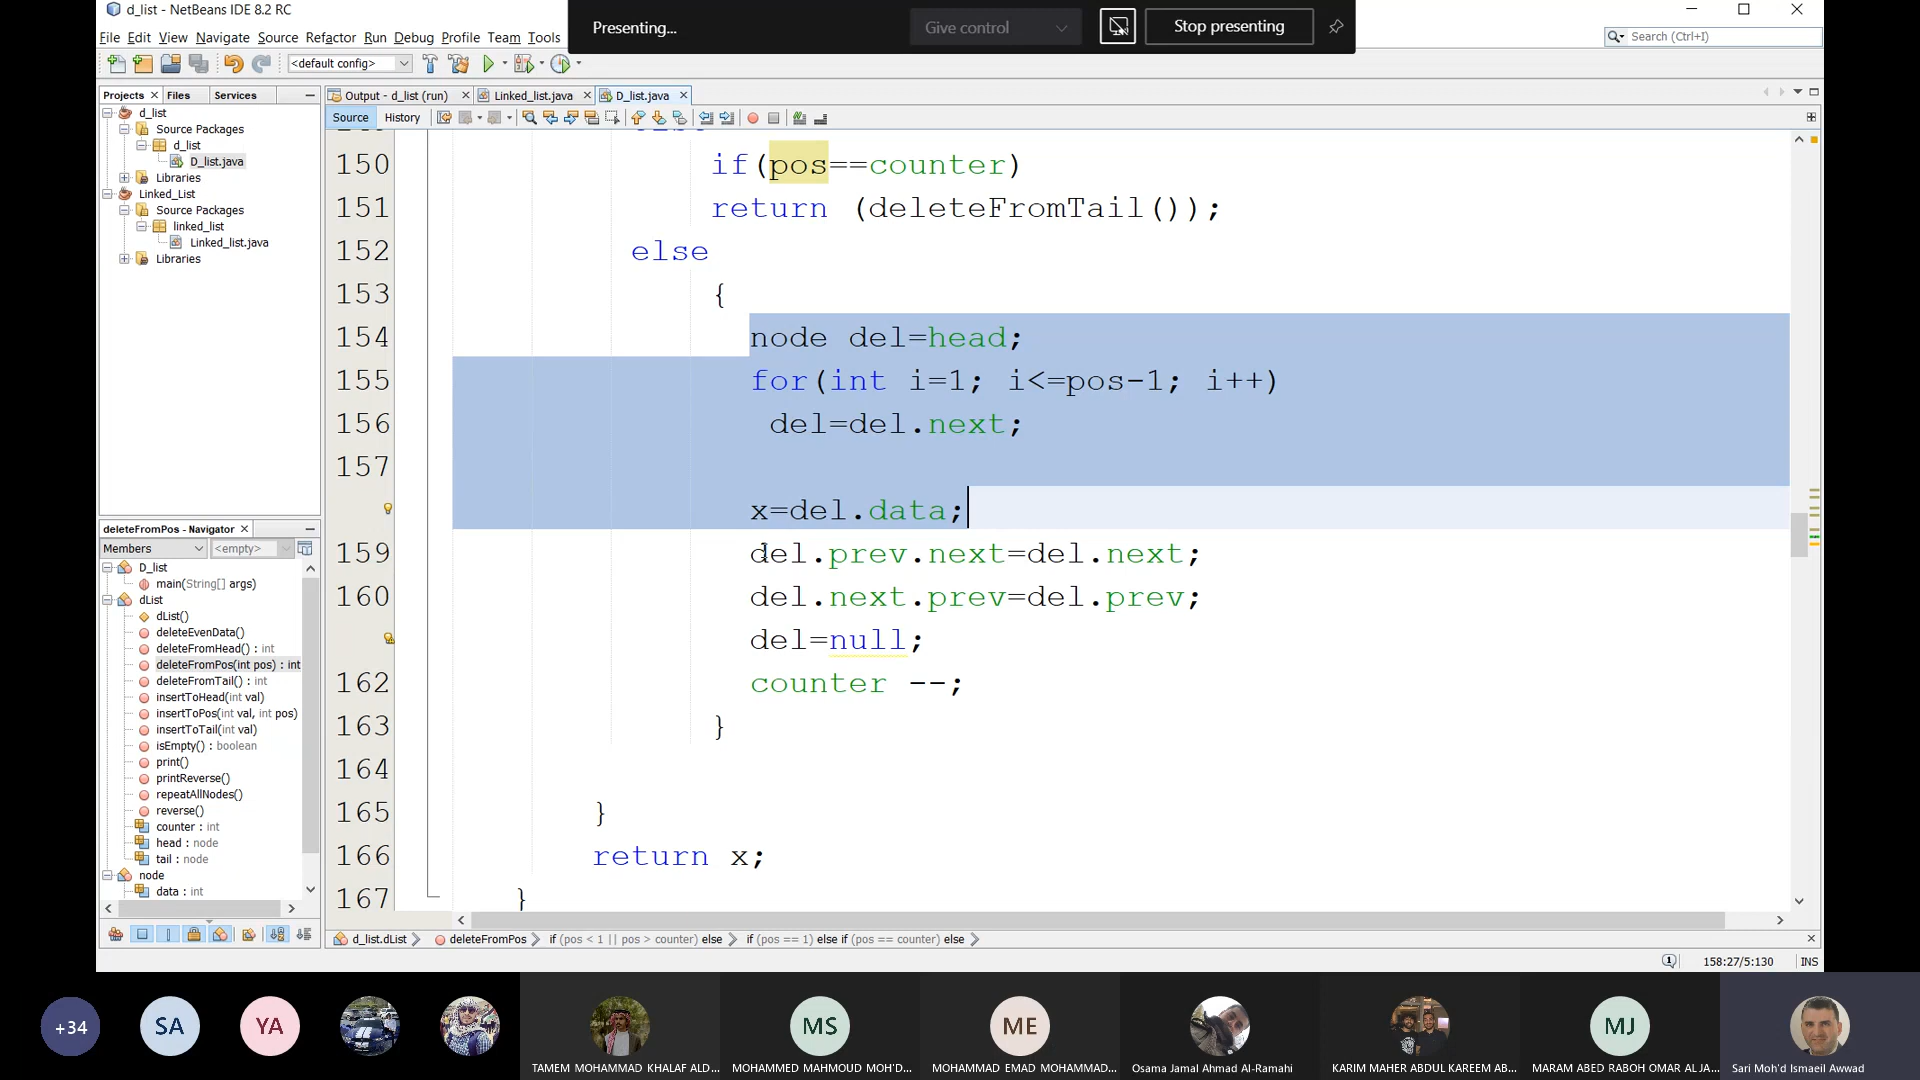 d_list - NetBeans IDE 8.2 RC
Presenting...
Give control
Stop presenting
File Edit View Navigate Source Refactor Run Debug Profile Team Tools
Search (Ctrl+I)
<default config>
Projects Files Services
Output - d_list (run) Linked_list.java D_list.java
Source History
d_list
Source Packages
d_list
D_list.java
Libraries
Linked_List
Source Packages
linked_list
Linked_list.java
Libraries
150 if(pos==counter)
151 return (deleteFromTail());
152 else
153 {
154 node del=head;
155 for(int i=1; i<=pos-1; i++)
156 del=del.next;
157
x=del.data;
159 del.prev.next=del.next;
160 del.next.prev=del.prev;
del=null;
162 counter --;
163 }
164
165 }
166 return x;
167 }
deleteFromPos - Navigator
Members <empty>
D_list
main(String[] args)
dList
dList()
deleteEvenData()
deleteFromHead() : int
deleteFromPos(int pos) : int
deleteFromTail() : int
insertToHead(int val)
insertToPos(int val, int pos)
insertToTail(int val)
isEmpty() : boolean
print()
printReverse()
repeatAllNodes()
reverse()
counter : int
head : node
tail : node
node
data : int
d_list.dList deleteFromPos if (pos < 1 || pos > counter) else if (pos == 1) else if (pos == counter) else
1 158:27/5:130 INS
+34 SA YA MS ME MJ
TAMEM MOHAMMAD KHALAF ALD... MOHAMMED MAHMOUD MOH'D... MOHAMMAD EMAD MOHAMMAD... Osama Jamal Ahmad Al-Ramahi KARIM MAHER ABDUL KAREEM AB... MARAM ABED RABOH OMAR AL JA... Sari Moh'd Ismaeil Awwad